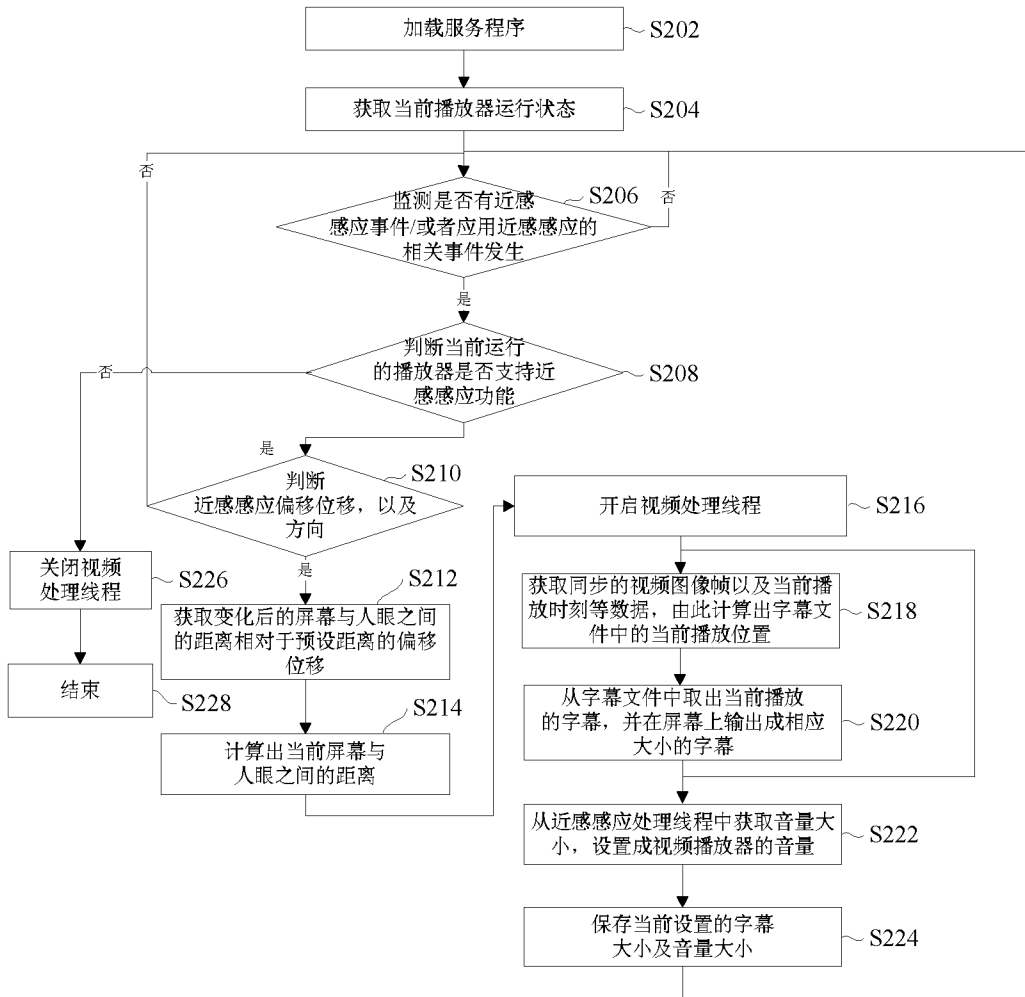 加载服务程序
S202
获取当前播放器运行状态
S204
否
监测是否有近感
感应事件/或者应用近感感应的
相关事件发生
S206
否
是
判断当前运行
的播放器是否支持近
感感应功能
S208
否
是
判断
近感感应偏移位移，以及
方向
S210
是
关闭视频
处理线程
S226
结束
S228
获取变化后的屏幕与人眼之间
的距离相对于预设距离的偏移
位移
S212
计算出当前屏幕与
人眼之间的距离
S214
开启视频处理线程
S216
获取同步的视频图像帧以及当前播
放时刻等数据，由此计算出字幕文
件中的当前播放位置
S218
从字幕文件中取出当前播放
的字幕，并在屏幕上输出成相应
大小的字幕
S220
从近感感应处理线程中获取音量大
小，设置成视频播放器的音量
S222
保存当前设置的字幕
大小及音量大小
S224